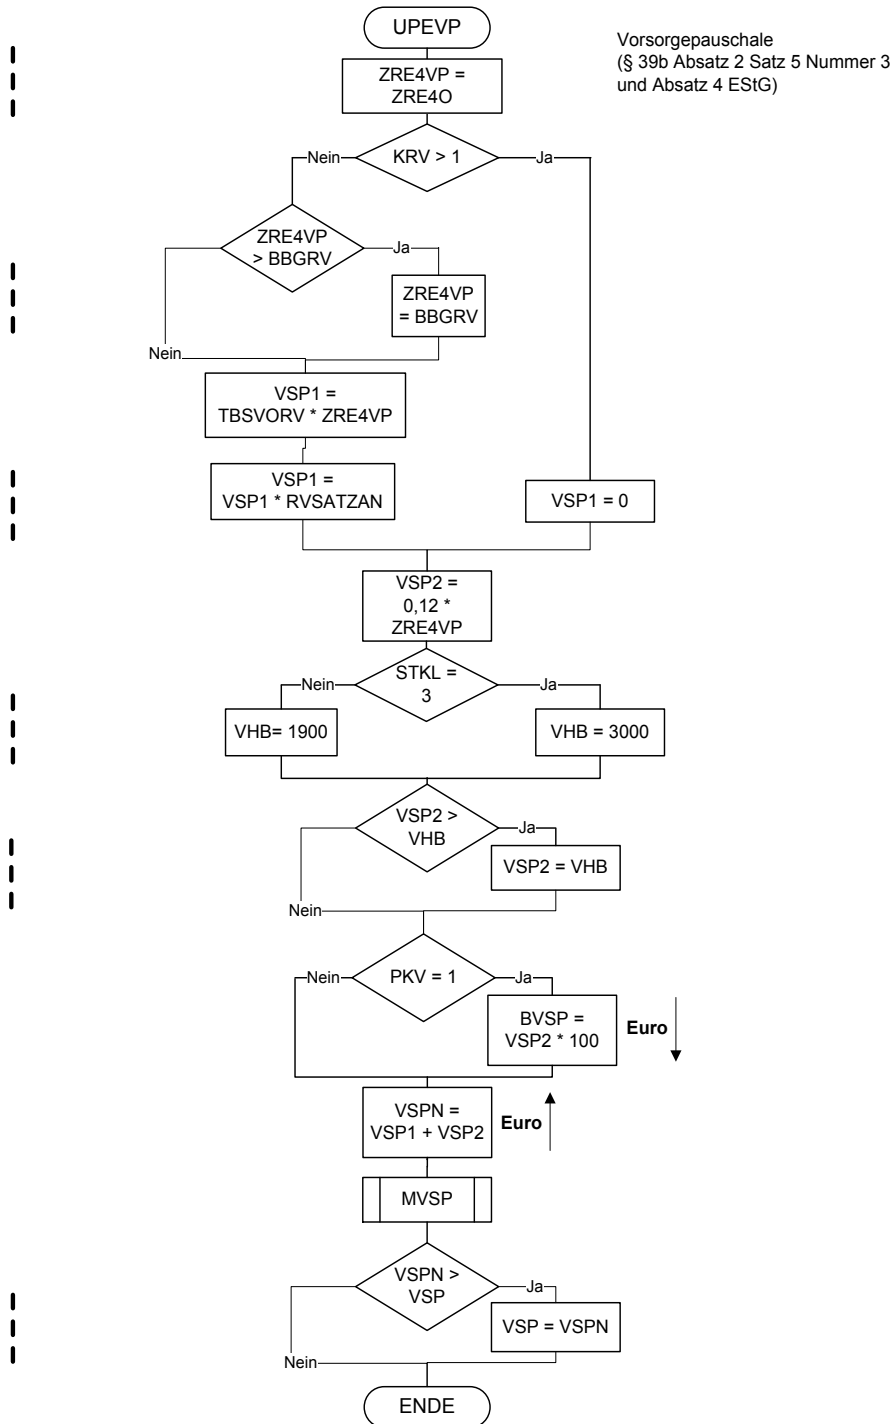 UPEVP
Vorsorgepauschale
(§ 39b Absatz 2 Satz 5 Nummer 3
und Absatz 4 EStG)
ZRE4VP =
ZRE4O
Nein
KRV > 1
Ja
ZRE4VP
> BBGRV
Ja
ZRE4VP
= BBGRV
Nein
VSP1 =
TBSVORV * ZRE4VP
VSP1 =
VSP1 * RVSATZAN
VSP1 = 0
VSP2 =
0,12 *
ZRE4VP
Nein
STKL =
3
Ja
VHB= 1900
VHB = 3000
VSP2 >
VHB
Ja
VSP2 = VHB
Nein
Nein
PKV = 1
Ja
BVSP =
VSP2 * 100
Euro
VSPN =
VSP1 + VSP2
Euro
MVSP
VSPN >
VSP
Ja
VSP = VSPN
Nein
ENDE